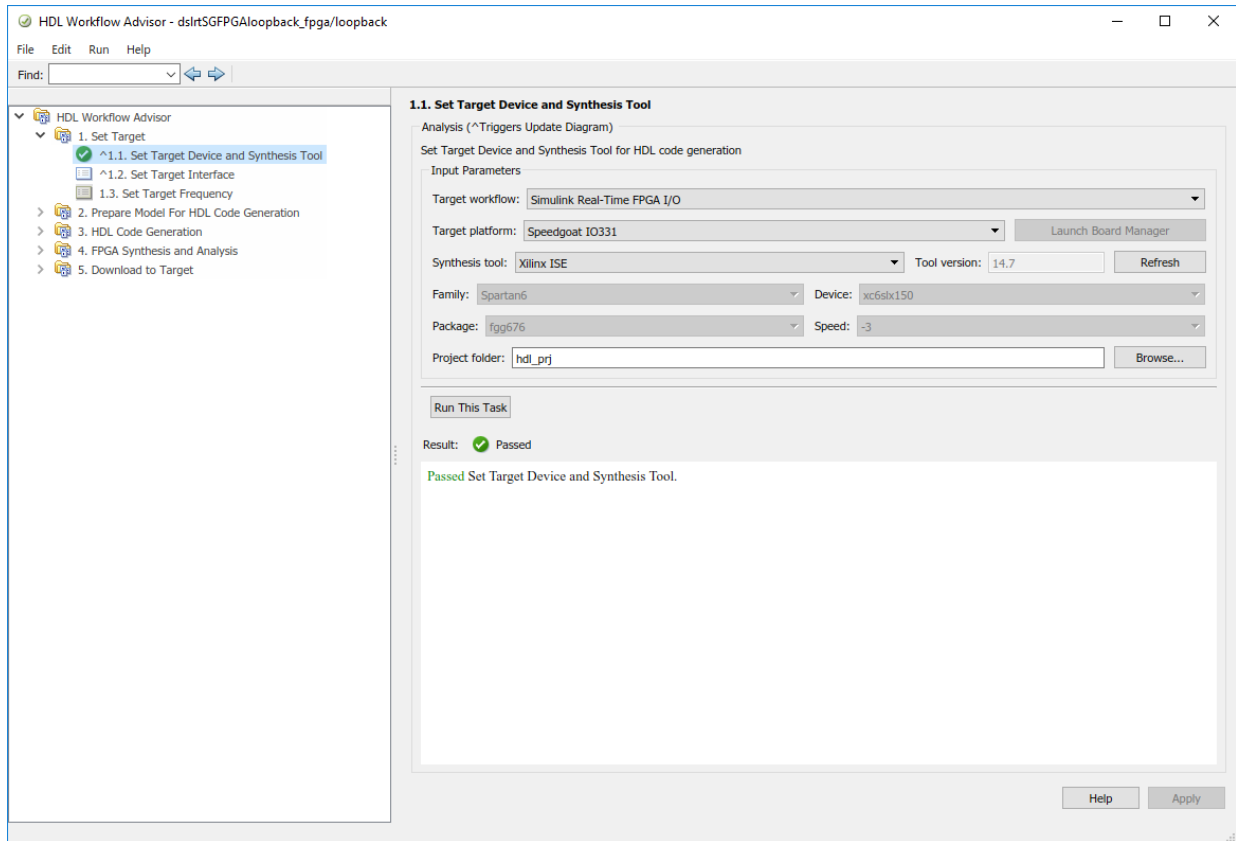 HDL Workflow Advisor - dslrtSGFPGAloopback_fpga/loopback
File Edit Run Help
Find:
HDL Workflow Advisor
1. Set Target
^1.1. Set Target Device and Synthesis Tool
^1.2. Set Target Interface
1.3. Set Target Frequency
2. Prepare Model For HDL Code Generation
3. HDL Code Generation
4. FPGA Synthesis and Analysis
5. Download to Target
1.1. Set Target Device and Synthesis Tool
Analysis (^Triggers Update Diagram)
Set Target Device and Synthesis Tool for HDL code generation
Input Parameters
Target workflow: Simulink Real-Time FPGA I/O
Target platform: Speedgoat IO331 Launch Board Manager
Synthesis tool: Xilinx ISE Tool version: 14.7 Refresh
Family: Spartan6 Device: xc6slx150
Package: fgg676 Speed: -3
Project folder: hdl_prj Browse...
Run This Task
Result: Passed
Passed Set Target Device and Synthesis Tool.
Help Apply